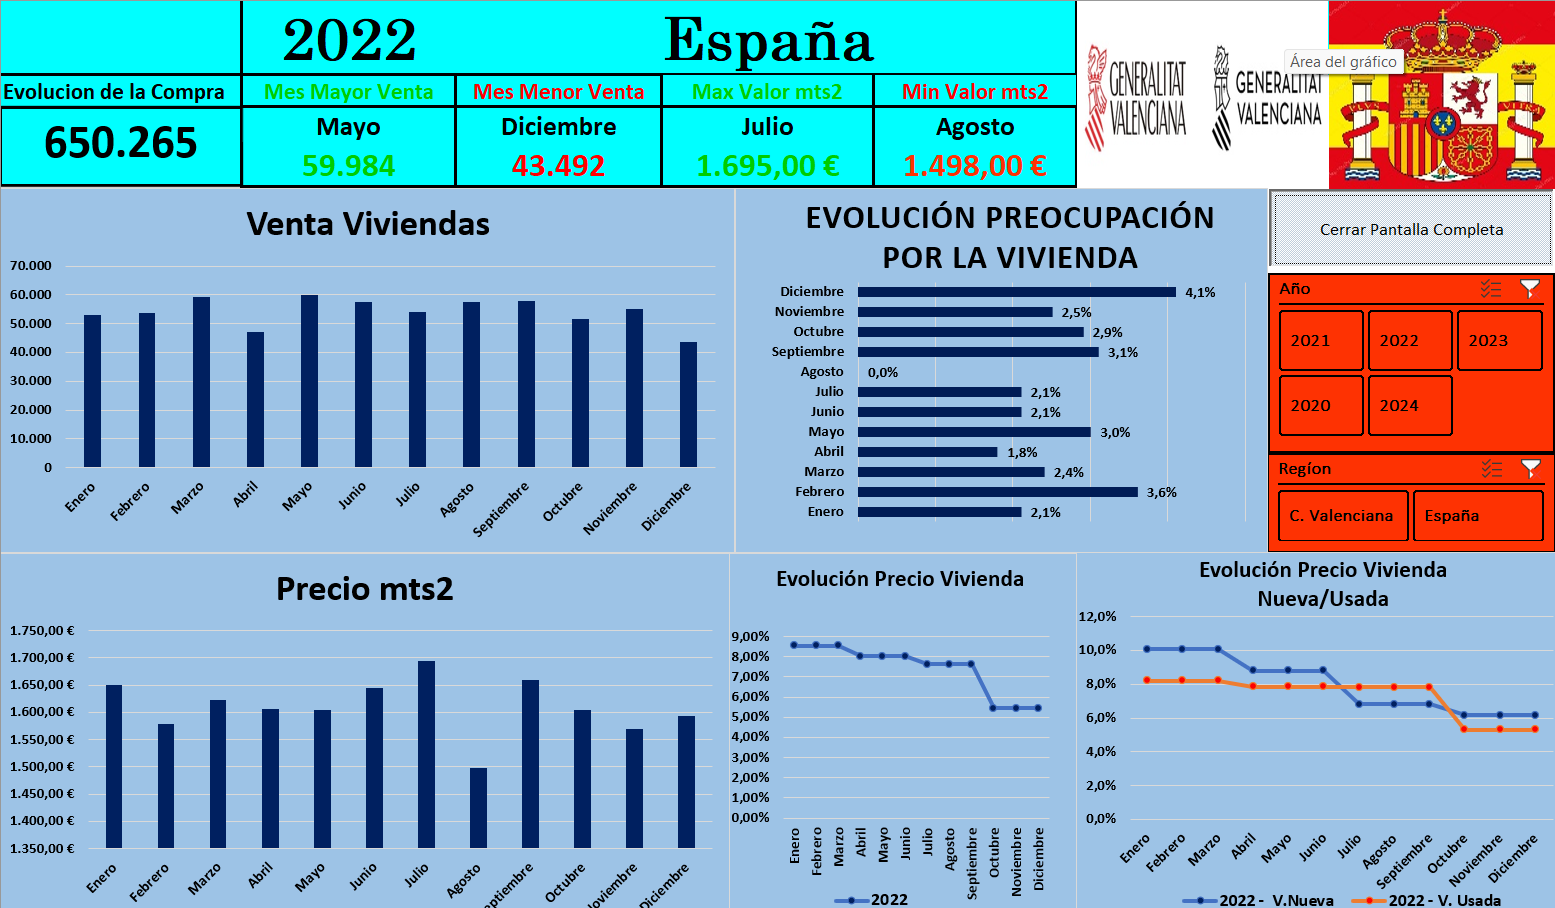 2022 España
Evolucion de la Compra
650.265
Mes Mayor Venta
Mayo
59.984
Mes Menor Venta
Diciembre
43.492
Max Valor mts2
Julio
1.695,00 €
Min Valor mts2
Agosto
1.498,00 €
GENERALITAT
VALENCIANA
GENERALITAT
VALENCIANA
Área del gráfico
Venta Viviendas
70.000
60.000
50.000
40.000
30.000
20.000
10.000
0
Enero
Febrero
Marzo
Abril
Mayo
Junio
Julio
Agosto
Septiembre
Octubre
Noviembre
Diciembre
EVOLUCIÓN PREOCUPACIÓN
POR LA VIVIENDA
Diciembre 4,1%
Noviembre 2,5%
Octubre 2,9%
Septiembre 3,1%
Agosto 0,0%
Julio 2,1%
Junio 2,1%
Mayo 3,0%
Abril 1,8%
Marzo 2,4%
Febrero 3,6%
Enero 2,1%
Cerrar Pantalla Completa
Año
2021 2022 2023
2020 2024
Regíon
C. Valenciana España
Precio mts2
1.750,00 €
1.700,00 €
1.650,00 €
1.600,00 €
1.550,00 €
1.500,00 €
1.450,00 €
1.400,00 €
1.350,00 €
Enero
Febrero
Marzo
Abril
Mayo
Junio
Julio
Agosto
eptiembre
Octubre
oviembre
Diciembre
Evolución Precio Vivienda
9,00%
8,00%
7,00%
6,00%
5,00%
4,00%
3,00%
2,00%
1,00%
0,00%
Enero
Febrero
Marzo
Abril
Mayo
Junio
Julio
Agosto
Septiembre
Octubre
Noviembre
Diciembre
2022
Evolución Precio Vivienda
Nueva/Usada
12,0%
10,0%
8,0%
6,0%
4,0%
2,0%
0,0%
Enero
Febrero
Marzo
Abril
Mayo
Junio
Julio
Agosto
Septiembre
Octubre
Noviembre
Diciembre
2022 - V.Nueva 2022 - V. Usada